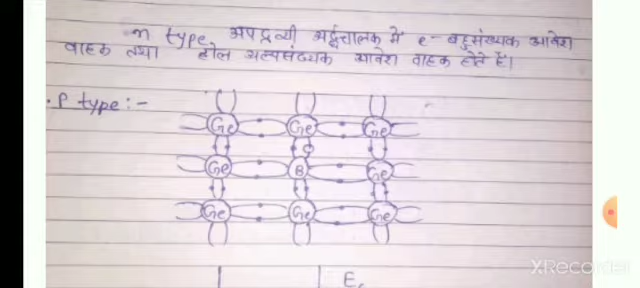 n type अपद्रव्यी अर्द्धचालक में e- बहुसंख्यक आवेश
वाहक तथा होल अल्पसंख्यक आवेश वाहक होते हैं।
. P type :-
Ge Ge Ge
Ge B Ge
Ge Ge Ge
E
XRecorder